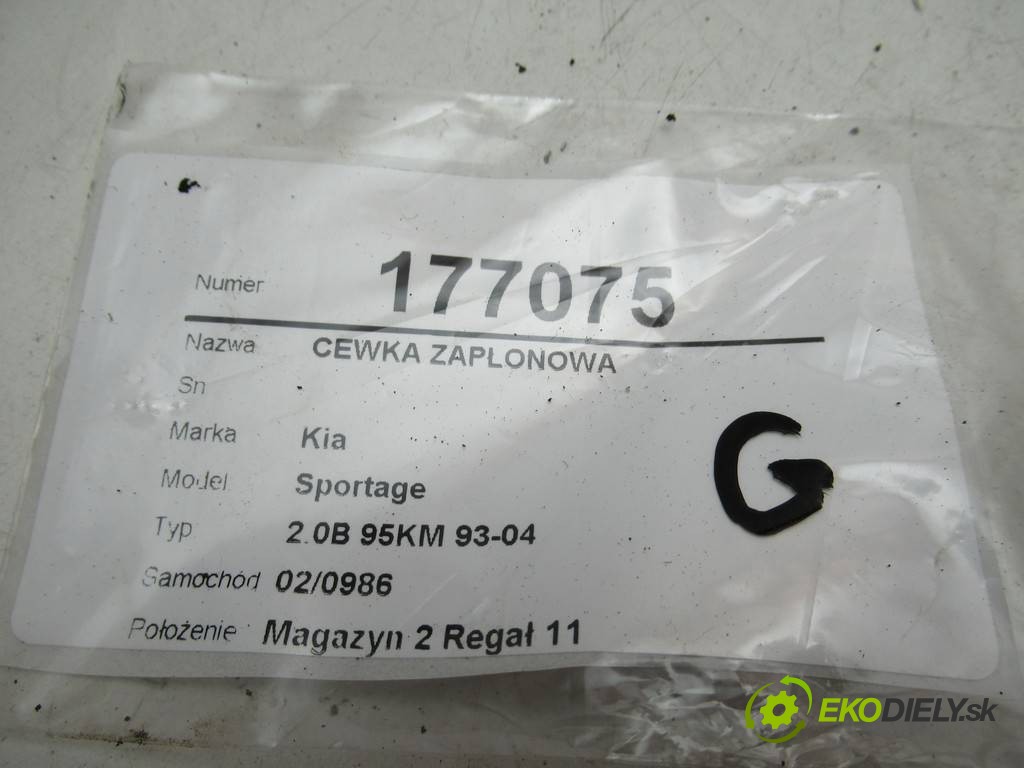 Numer 177075
Nazwa CEWKA ZAPLONOWA
Sn
Marka Kia
Model Sportage
Typ 2.0B 95KM 93-04
Samochód 02/0986
Położenie Magazyn 2 Regał 11
G
EKODIELY.sk